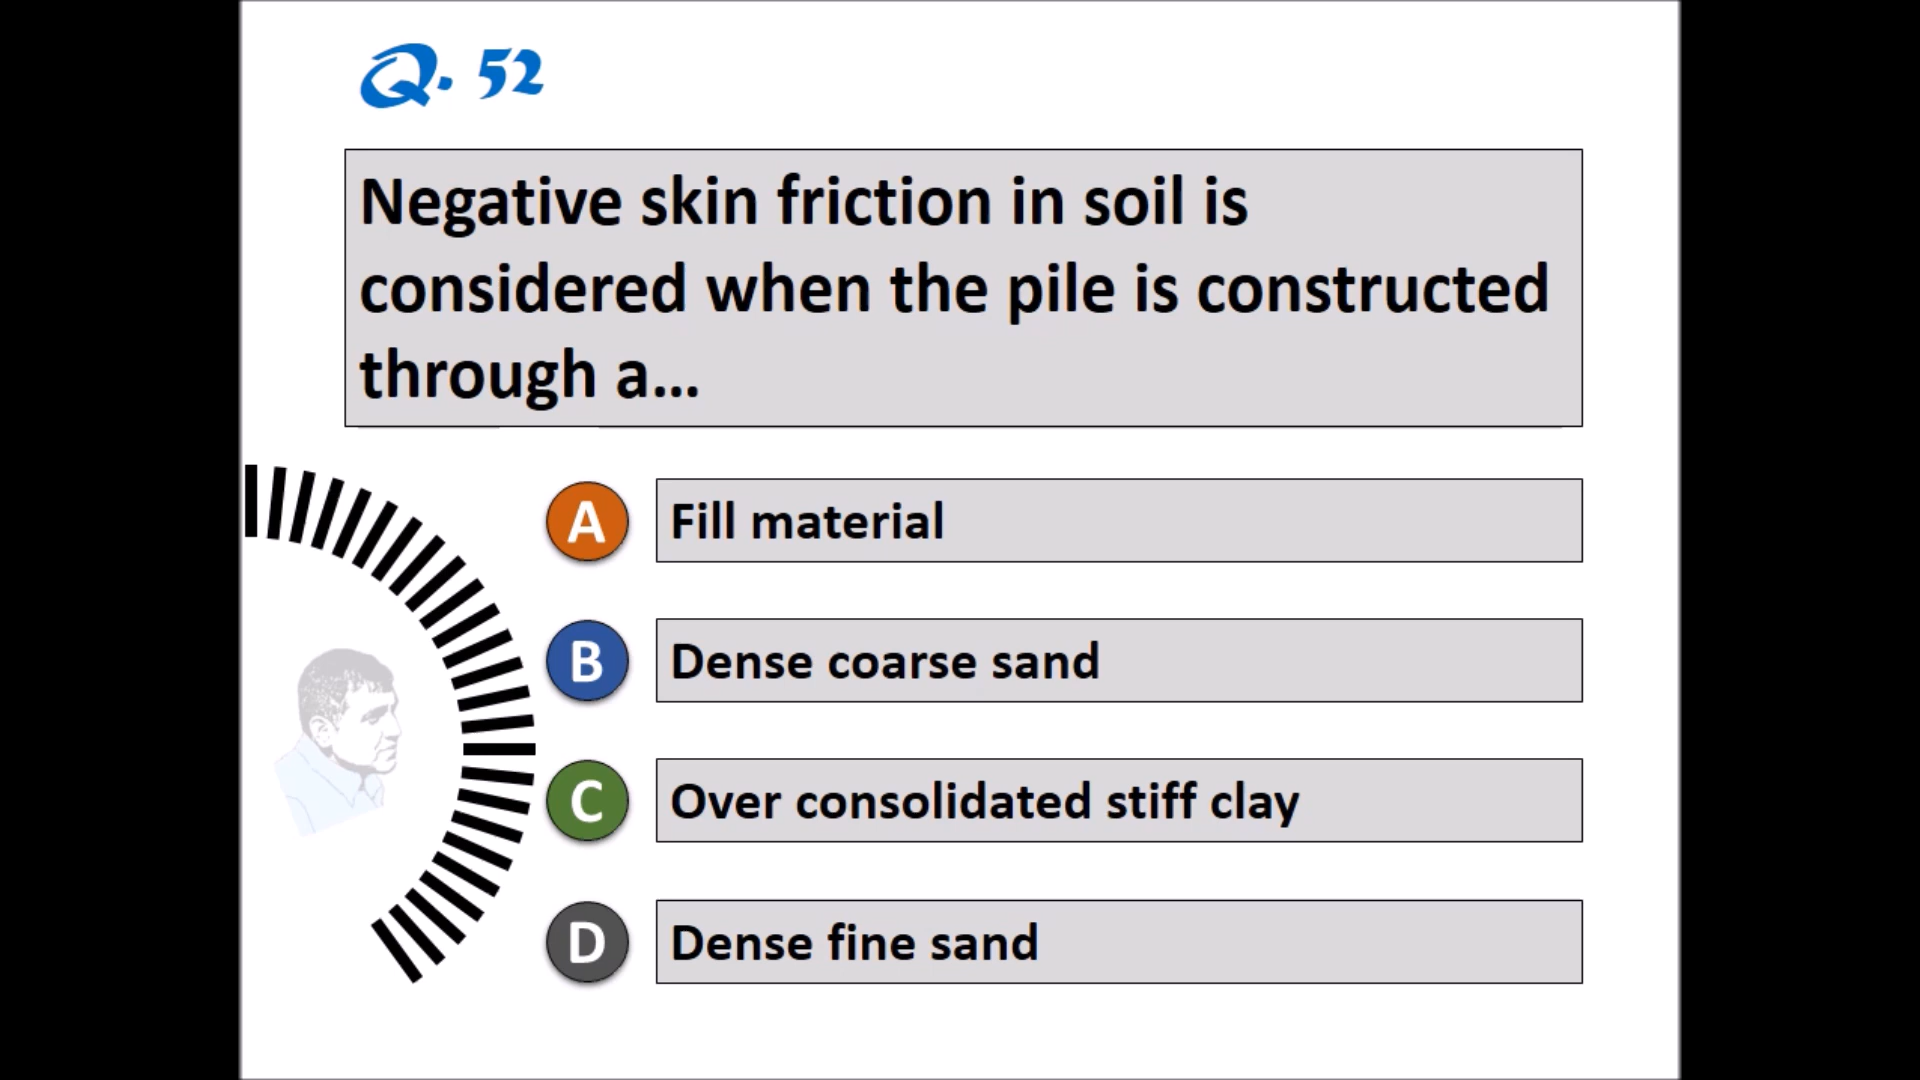 Q. 52
Negative skin friction in soil is
considered when the pile is constructed
through a...
A Fill material
B Dense coarse sand
C Over consolidated stiff clay
D Dense fine sand